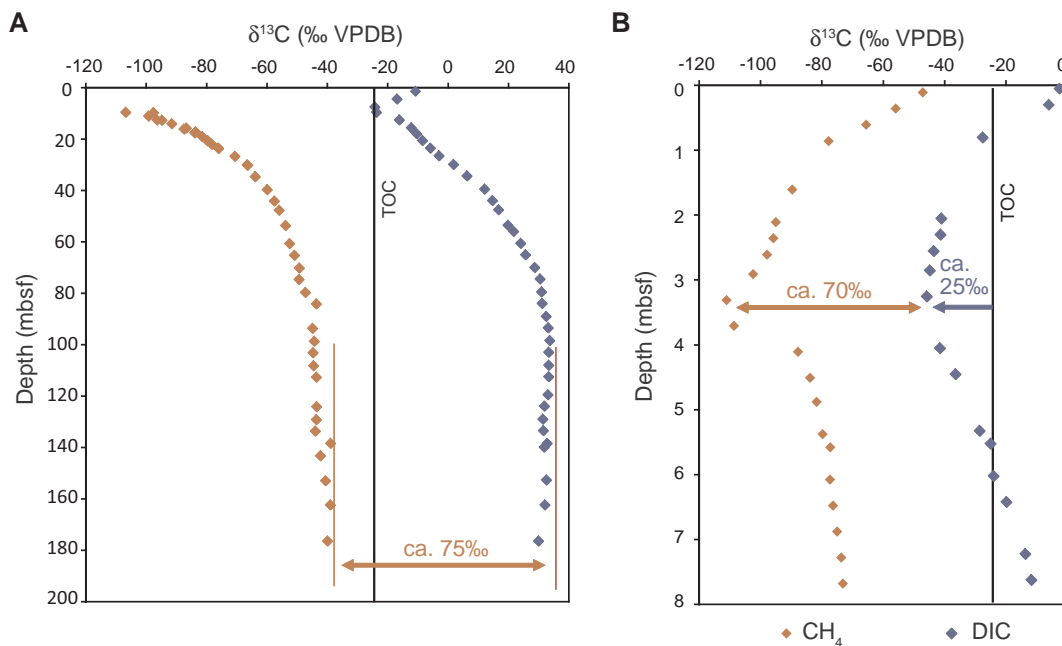 A
δ¹³C (‰ VPDB)
-120 -100 -80 -60 -40 -20 0 20 40
0
20
40
60
80
100
120
140
160
180
200
Depth (mbsf)
TOC
ca. 75‰
B
δ¹³C (‰ VPDB)
-120 -100 -80 -60 -40 -20 0
0
1
2
3
4
5
6
7
8
Depth (mbsf)
TOC
ca. 70‰
ca.
25‰
CH₄ DIC